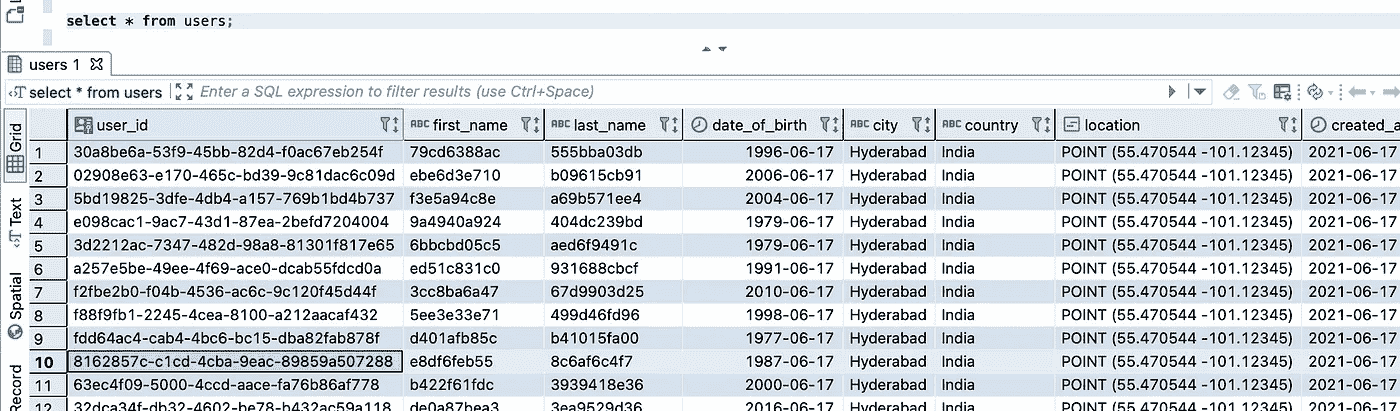 select * from users;
users 1
select * from users Enter a SQL expression to filter results (use Ctrl+Space)
Grid
Text
Spatial
Record
user_id ABC first_name ABC last_name date_of_birth ABC city ABC country location
1 30a8be6a-53f9-45bb-82d4-f0ac67eb254f 79cd6388ac 555bba03db 1996-06-17 Hyderabad India POINT (55.470544 -101.12345) 2021-06-17
2 02908e63-e170-465c-bd39-9c81dac6c09d ebe6d3e710 b09615cb91 2006-06-17 Hyderabad India POINT (55.470544 -101.12345) 2021-06-17
3 5bd19825-3dfe-4db4-a157-769b1bd4b737 f3e5a94c8e a69b571ee4 2004-06-17 Hyderabad India POINT (55.470544 -101.12345) 2021-06-17
4 e098cac1-9ac7-43d1-87ea-2befd7204004 9a4940a924 404dc239bd 1979-06-17 Hyderabad India POINT (55.470544 -101.12345) 2021-06-17
5 3d2212ac-7347-482d-98a8-81301f817e65 6bbcbd05c5 aed6f9491c 1979-06-17 Hyderabad India POINT (55.470544 -101.12345) 2021-06-17
6 a257e5be-49ee-4f69-ace0-dcab55fdcd0a ed51c831c0 931688cbcf 1991-06-17 Hyderabad India POINT (55.470544 -101.12345) 2021-06-17
7 f2fbe2b0-f04b-4536-ac6c-9c120f45d44f 3cc8ba6a47 67d9903d25 2010-06-17 Hyderabad India POINT (55.470544 -101.12345) 2021-06-17
8 f88f9fb1-2245-4cea-8100-a212aacaf432 5ee3e33e71 499d46fd96 1998-06-17 Hyderabad India POINT (55.470544 -101.12345) 2021-06-17
9 fdd64ac4-cab4-4bc6-bc15-dba82fab878f d401afb85c b41015fa00 1977-06-17 Hyderabad India POINT (55.470544 -101.12345) 2021-06-17
10 8162857c-c1cd-4cba-9eac-89859a507288 e8df6feb55 8c6af6c4f7 1987-06-17 Hyderabad India POINT (55.470544 -101.12345) 2021-06-17
11 63ec4f09-5000-4ccd-aace-fa76b86af778 b422f61fdc 3939418e36 2000-06-17 Hyderabad India POINT (55.470544 -101.12345) 2021-06-17
12 32dca34f-db32-4602-be78-b432ac59a118 de0a87bea3 3ea9529d36 2016-06-17 Hyderabad India POINT (55.470544 -101.12345) 2021-06-17